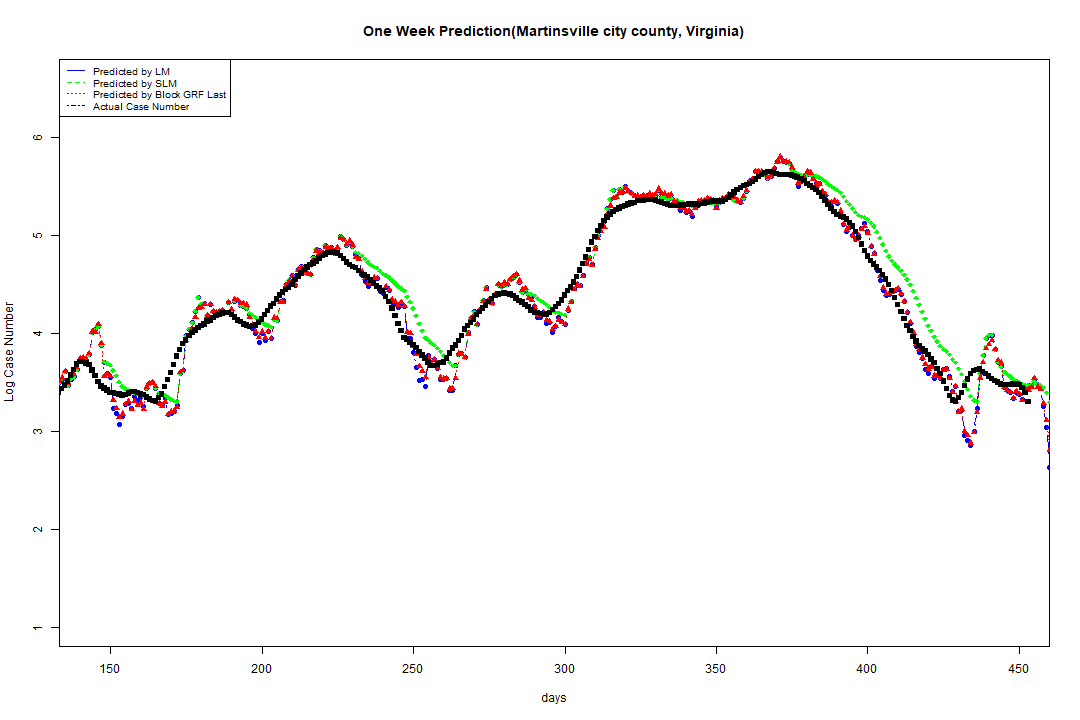 One Week Prediction(Martinsville city county, Virginia)
Predicted by LM
Predicted by SLM
Predicted by Block GRF Last
Actual Case Number
6
5
4
3
2
1
Log Case Number
150 200 250 300 350 400 450
days